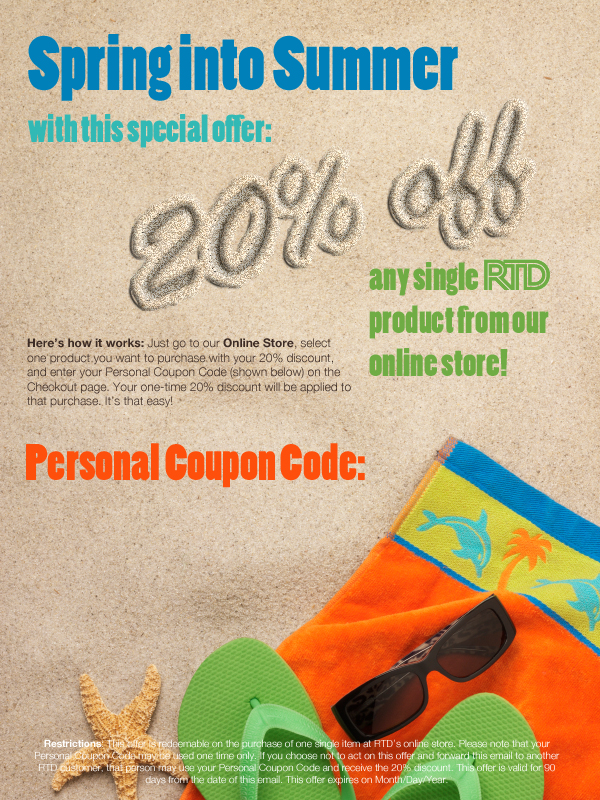 Spring into Summer
with this special offer:
20% off
any single RTD
product from our
online store!
Here's how it works: Just go to our Online Store, select
one product you want to purchase with your 20% discount,
and enter your Personal Coupon Code (shown below) on the
Checkout page. Your one-time 20% discount will be applied to
that purchase. It's that easy!
Personal Coupon Code:
Restrictions: This offer is redeemable on the purchase of one single item at RTD's online store. Please note that your
Personal Coupon Code may be used one time only. If you choose not to act on this offer and forward this email to another
RTD customer, that person may use your Personal Coupon Code and receive the 20% discount. This offer is valid for 90
days from the date of this email. This offer expires on Month/Day/Year.